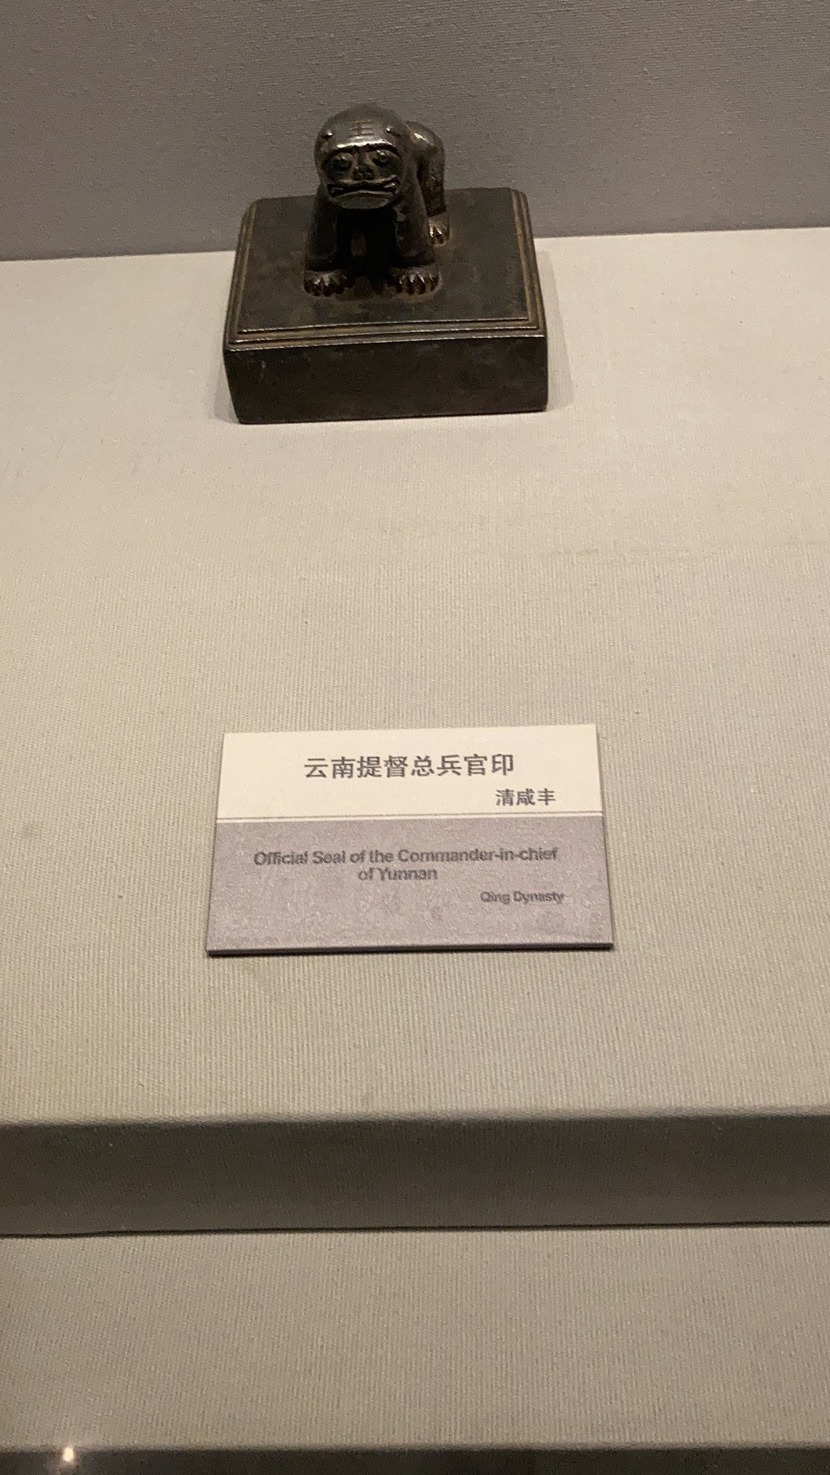 王
云南提督总兵官印
清咸丰
Official Seal of the Commander-in-chief
of Yunnan
Qing Dynasty